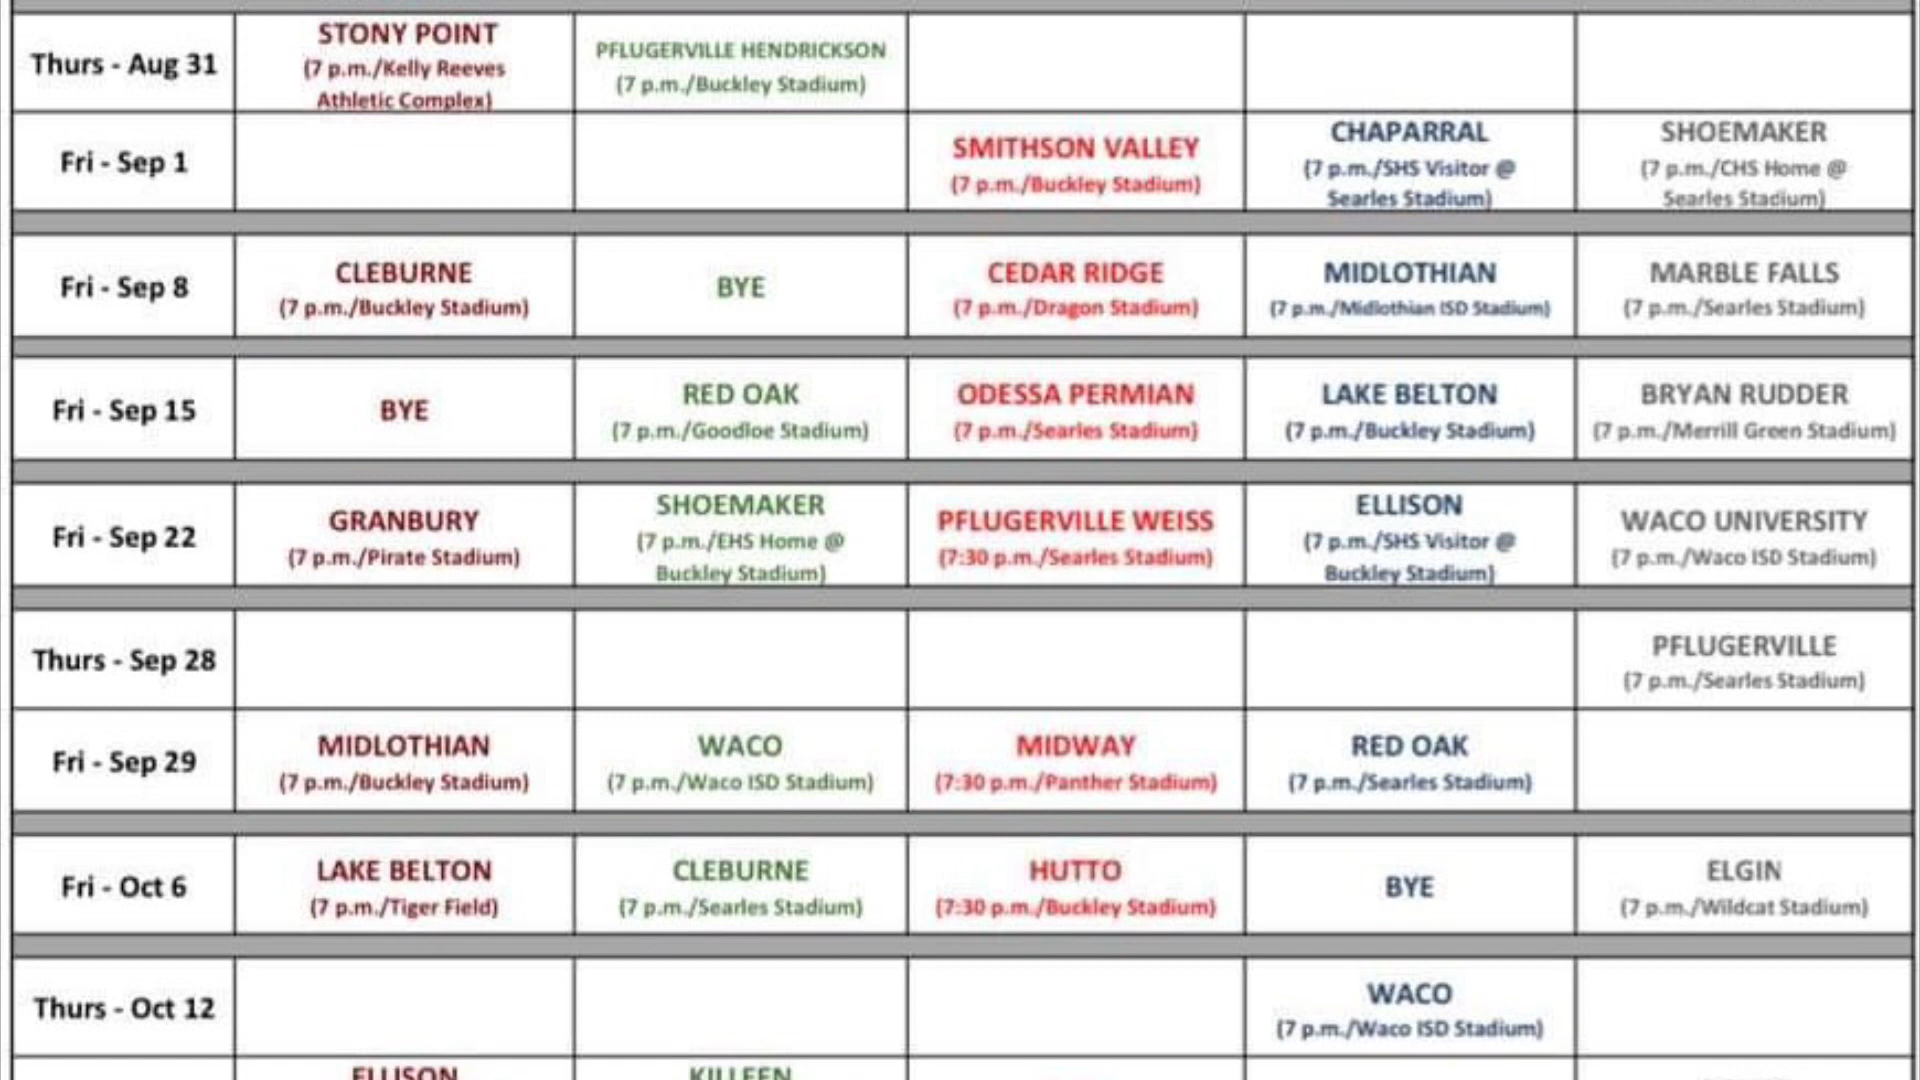 Thurs - Aug 31
STONY POINT
(7 p.m./Kelly Reeves
Athletic Complex)
PFLUGERVILLE HENDRICKSON
(7 p.m./Buckley Stadium)
Fri - Sep 1
SMITHSON VALLEY
(7 p.m./Buckley Stadium)
CHAPARRAL
(7 p.m./SHS Visitor @
Searles Stadium)
SHOEMAKER
(7 p.m./CHS Home @
Searles Stadium)
Fri - Sep 8
CLEBURNE
(7 p.m./Buckley Stadium)
BYE
CEDAR RIDGE
(7 p.m./Dragon Stadium)
MIDLOTHIAN
(7 p.m./Midlothian ISD Stadium)
MARBLE FALLS
(7 p.m./Searles Stadium)
Fri - Sep 15
BYE
RED OAK
(7 p.m./Goodloe Stadium)
ODESSA PERMIAN
(7 p.m./Searles Stadium)
LAKE BELTON
(7 p.m./Buckley Stadium)
BRYAN RUDDER
(7 p.m./Merrill Green Stadium)
Fri - Sep 22
GRANBURY
(7 p.m./Pirate Stadium)
SHOEMAKER
(7 p.m./EHS Home @
Buckley Stadium)
PFLUGERVILLE WEISS
(7:30 p.m./Searles Stadium)
ELLISON
(7 p.m./SHS Visitor @
Buckley Stadium)
WACO UNIVERSITY
(7 p.m./Waco ISD Stadium)
Thurs - Sep 28
PFLUGERVILLE
(7 p.m./Searles Stadium)
Fri - Sep 29
MIDLOTHIAN
(7 p.m./Buckley Stadium)
WACO
(7 p.m./Waco ISD Stadium)
MIDWAY
(7:30 p.m./Panther Stadium)
RED OAK
(7 p.m./Searles Stadium)
Fri - Oct 6
LAKE BELTON
(7 p.m./Tiger Field)
CLEBURNE
(7 p.m./Searles Stadium)
HUTTO
(7:30 p.m./Buckley Stadium)
BYE
ELGIN
(7 p.m./Wildcat Stadium)
Thurs - Oct 12
WACO
(7 p.m./Waco ISD Stadium)
ELLISON
KILLEEN